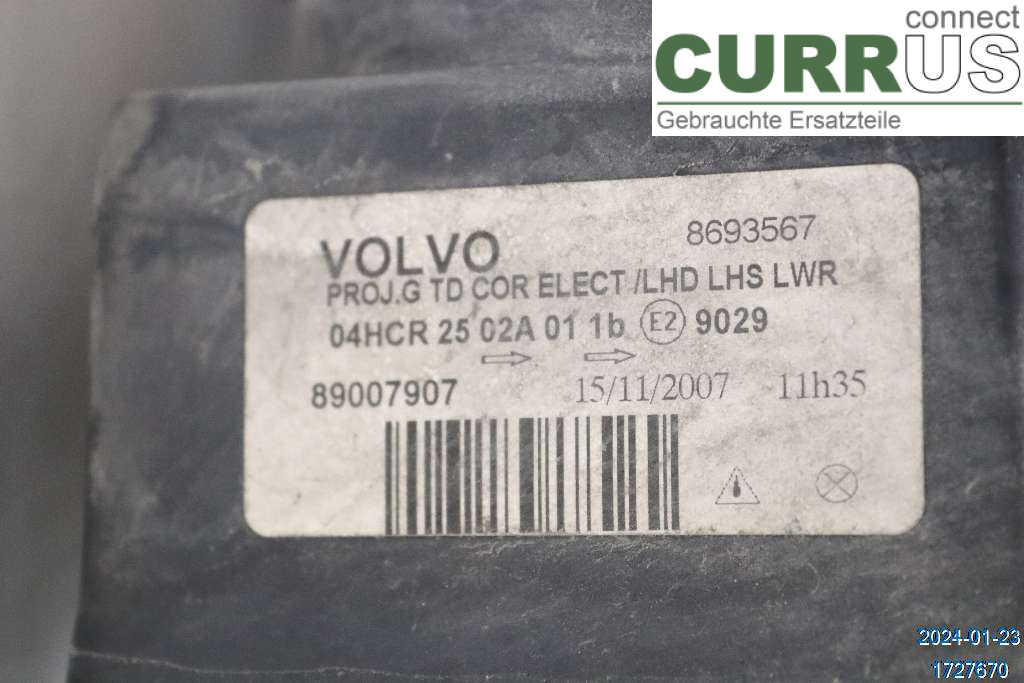 connect
CURRUS
Gebrauchte Ersatzteile
VOLVO 8693567
PROJ.G TD COR ELECT /LHD LHS LWR
04HCR 25 02A 01 1b E2 9029
89007907 15/11/2007 11h35
2024-01-23
1727670